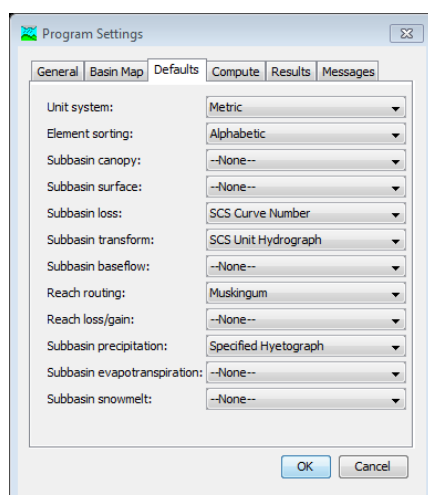 Program Settings
General Basin Map Defaults Compute Results Messages
Unit system: Metric
Element sorting: Alphabetic
Subbasin canopy: --None--
Subbasin surface: --None--
Subbasin loss: SCS Curve Number
Subbasin transform: SCS Unit Hydrograph
Subbasin baseflow: --None--
Reach routing: Muskingum
Reach loss/gain: --None--
Subbasin precipitation: Specified Hyetograph
Subbasin evapotranspiration: --None--
Subbasin snowmelt: --None--
OK Cancel